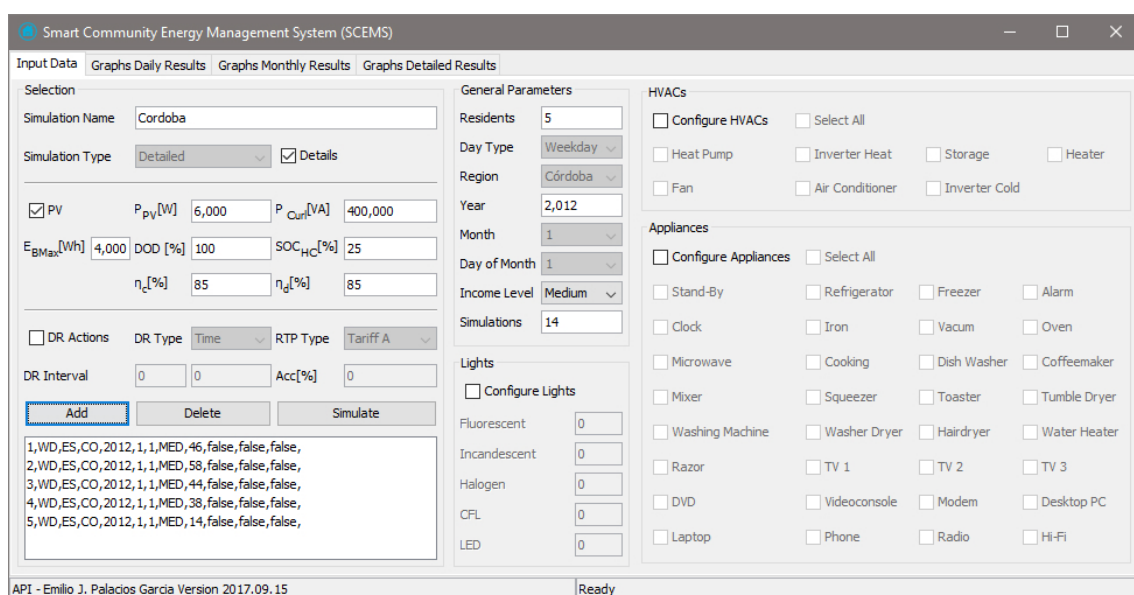 Smart Community Energy Management System (SCEMS)
Input Data Graphs Daily Results Graphs Monthly Results Graphs Detailed Results
Selection
Simulation Name Cordoba
Simulation Type Detailed Details
PV P_PV[W] 6,000 P_Curl[VA] 400,000
E_BMax[Wh] 4,000 DOD [%] 100 SOC_HC[%] 25
η_c[%] 85 η_d[%] 85
DR Actions DR Type Time RTP Type Tariff A
DR Interval 0 0 Acc[%] 0
Add Delete Simulate
1,WD,ES,CO,2012,1,1,MED,46,false,false,false,
2,WD,ES,CO,2012,1,1,MED,58,false,false,false,
3,WD,ES,CO,2012,1,1,MED,44,false,false,false,
4,WD,ES,CO,2012,1,1,MED,38,false,false,false,
5,WD,ES,CO,2012,1,1,MED,14,false,false,false,
General Parameters
Residents 5
Day Type Weekday
Region Córdoba
Year 2,012
Month 1
Day of Month 1
Income Level Medium
Simulations 14
Lights
Configure Lights
Fluorescent 0
Incandescent 0
Halogen 0
CFL 0
LED 0
HVACs
Configure HVACs Select All
Heat Pump Inverter Heat Storage Heater
Fan Air Conditioner Inverter Cold
Appliances
Configure Appliances Select All
Stand-By Refrigerator Freezer Alarm
Clock Iron Vacum Oven
Microwave Cooking Dish Washer Coffeemaker
Mixer Squeezer Toaster Tumble Dryer
Washing Machine Washer Dryer Hairdryer Water Heater
Razor TV 1 TV 2 TV 3
DVD Videoconsole Modem Desktop PC
Laptop Phone Radio Hi-Fi
API - Emilio J. Palacios Garcia Version 2017.09.15 Ready